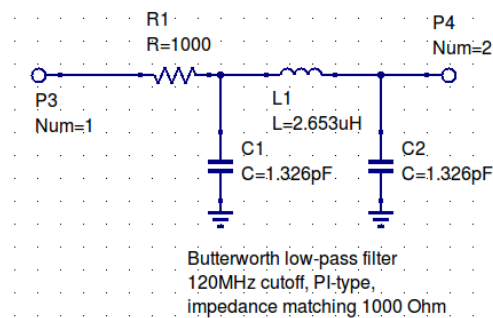 R1
R=1000
P4
Num=2
P3
Num=1
L1
L=2.653uH
C1
C=1.326pF
C2
C=1.326pF
Butterworth low-pass filter
120MHz cutoff, PI-type,
impedance matching 1000 Ohm